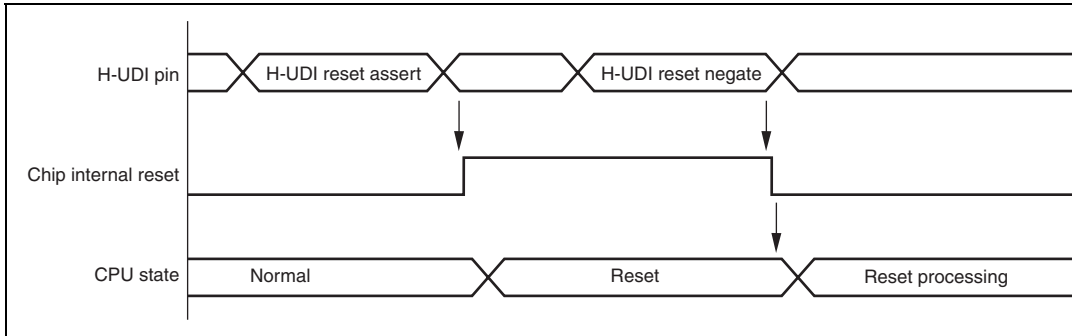 H-UDI pin
H-UDI reset assert
H-UDI reset negate
Chip internal reset
CPU state
Normal
Reset
Reset processing